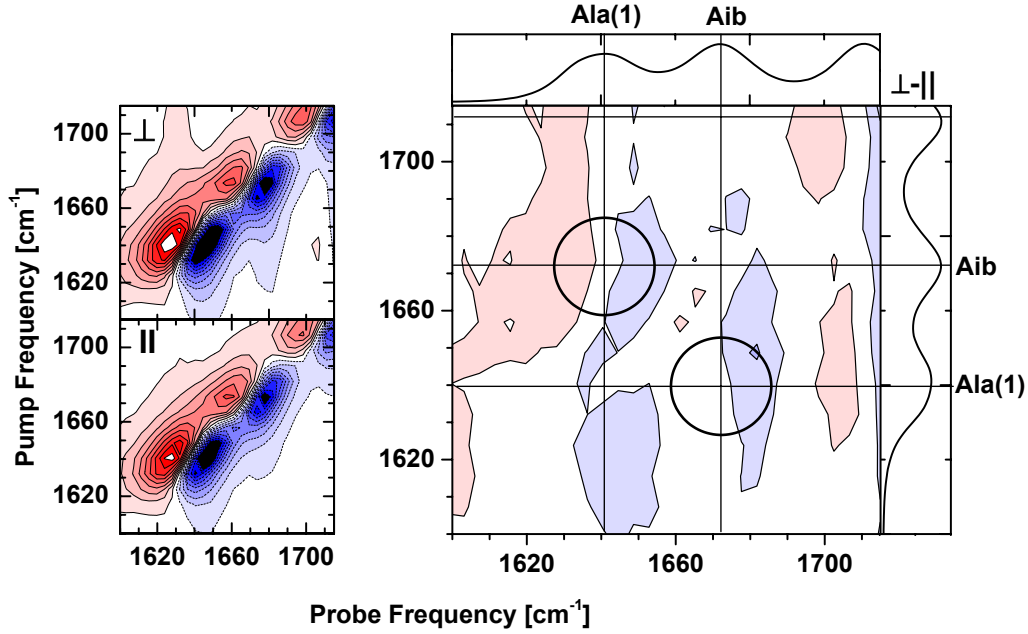 Ala(1) Aib
⊥-||
⊥
1700
1660
1620
||
1700
1660
1620
1620 1660 1700
Pump Frequency [cm⁻¹]
1700
1660
1620
Aib
Ala(1)
1620 1660 1700
Probe Frequency [cm⁻¹]